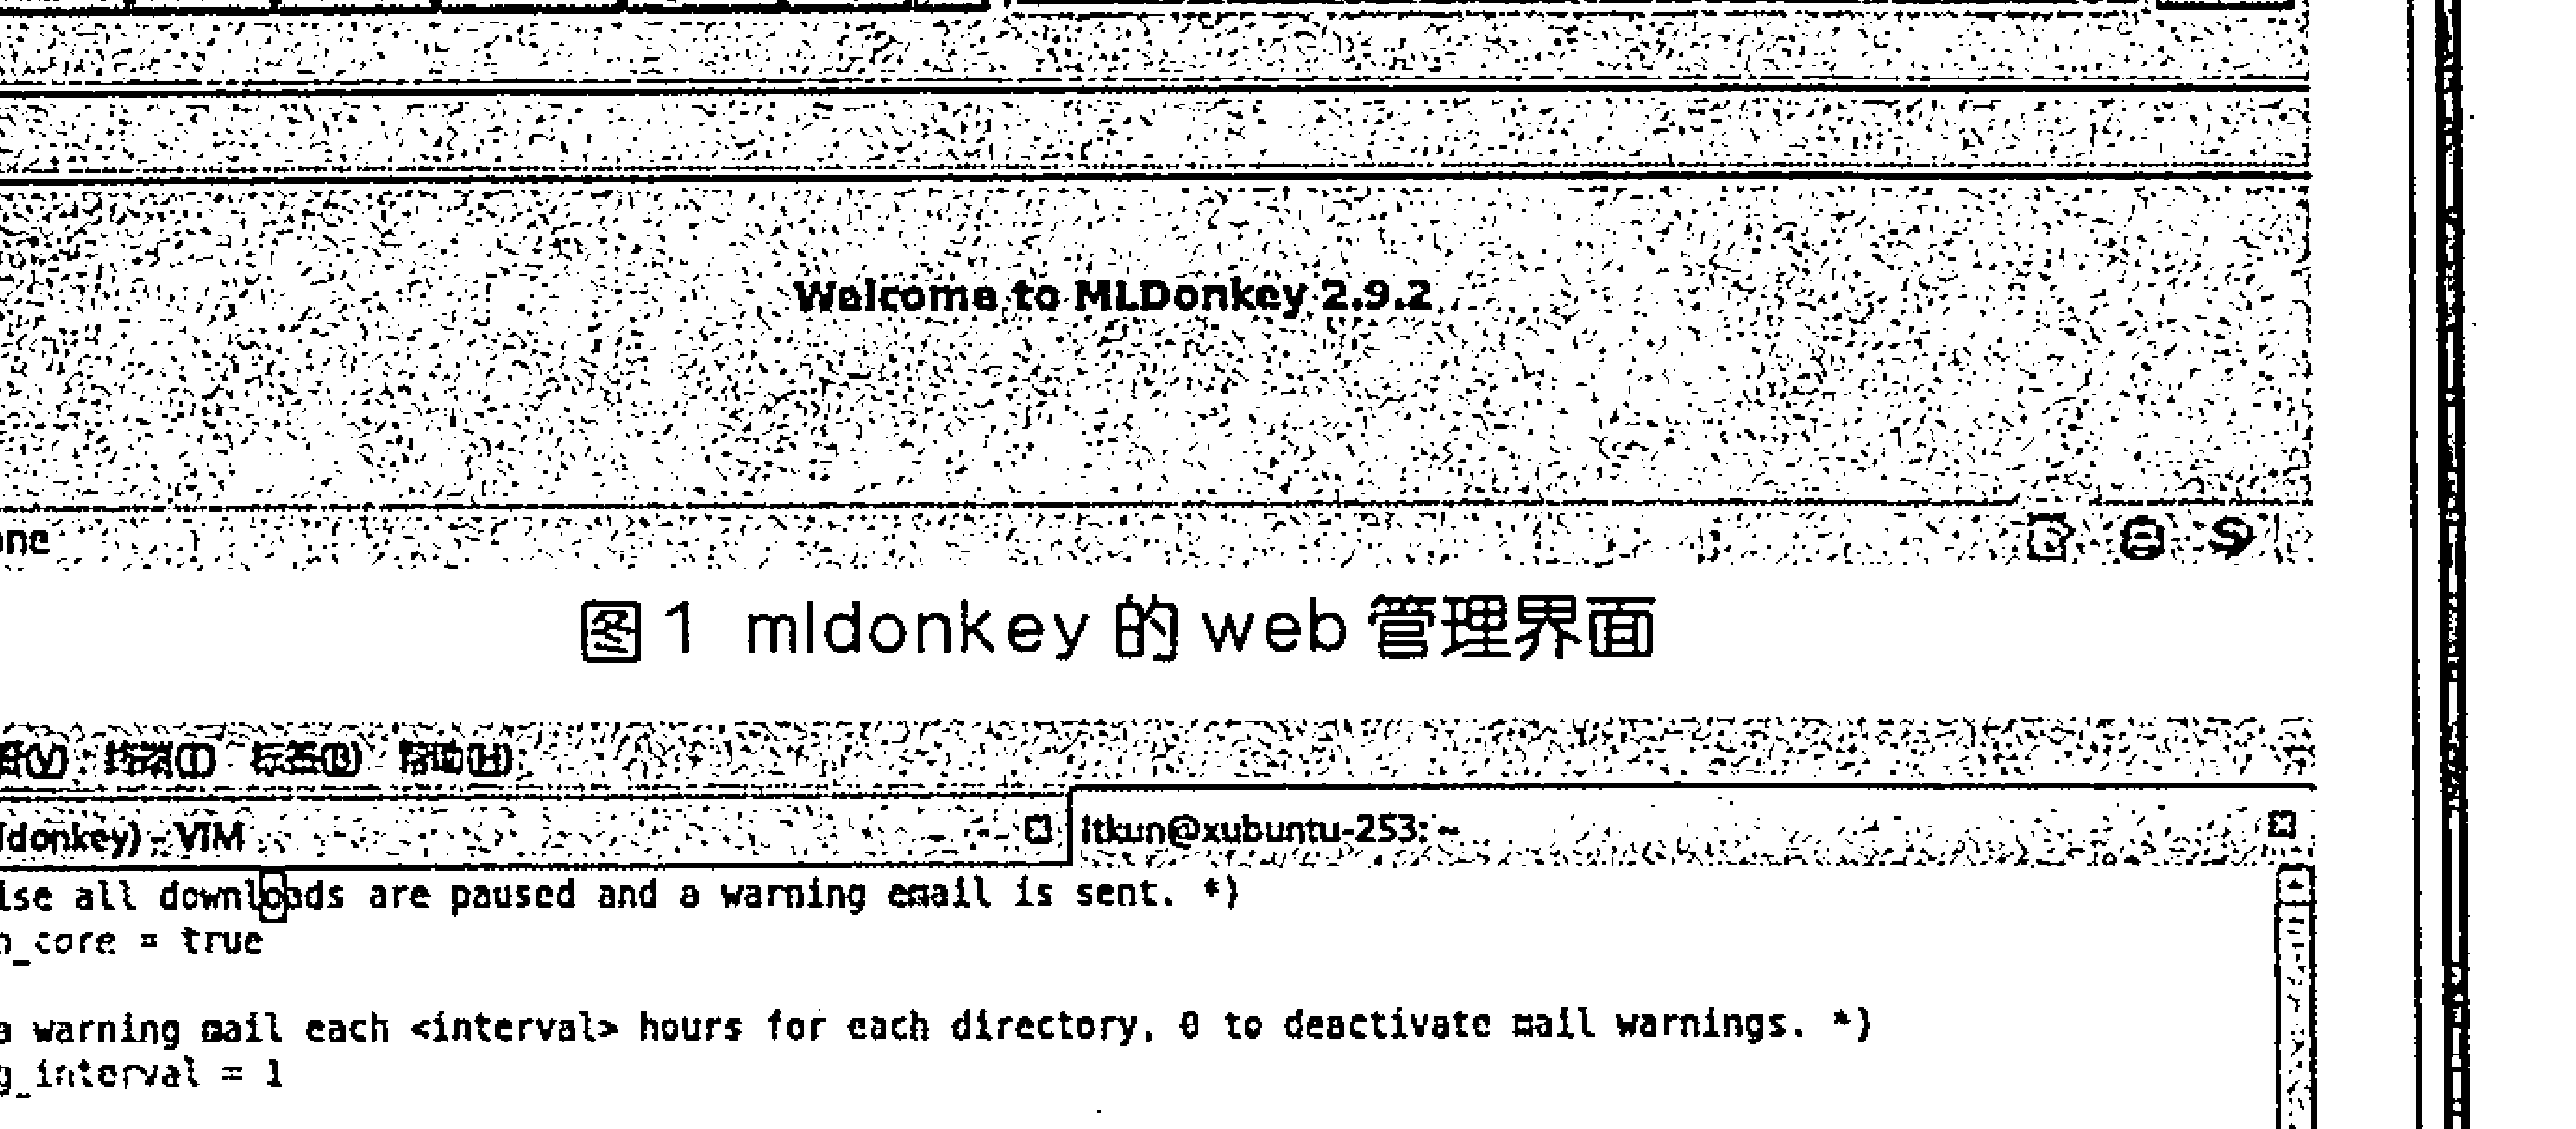 Welcome to MLDonkey 2.9.2
one
图1 mldonkey 的 web 管理界面
donkey) - VIM
ltkun@xubuntu-253: ~
lse all downloads are paused and a warning email is sent. *)
_core = true
a warning mail each <interval> hours for each directory, 0 to deactivate mail warnings. *)
g_interval = 1